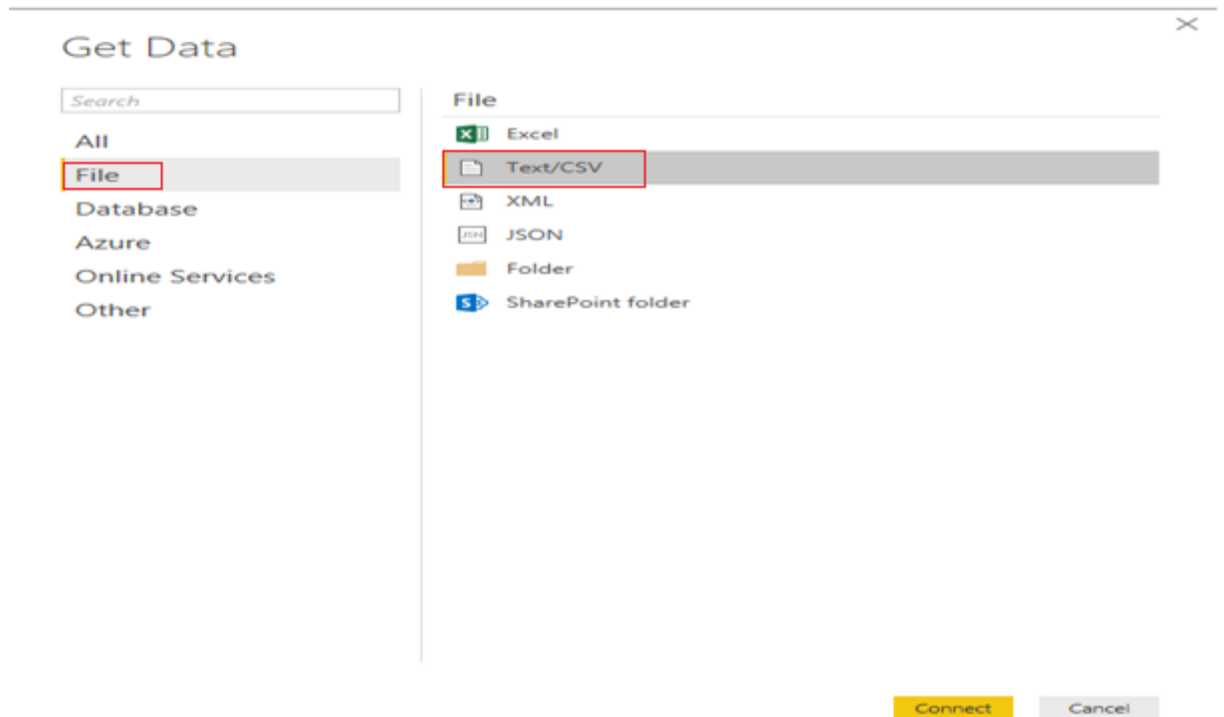 Get Data
Search
All
File
Database
Azure
Online Services
Other
File
Excel
Text/CSV
XML
JSON
Folder
SharePoint folder
Connect
Cancel